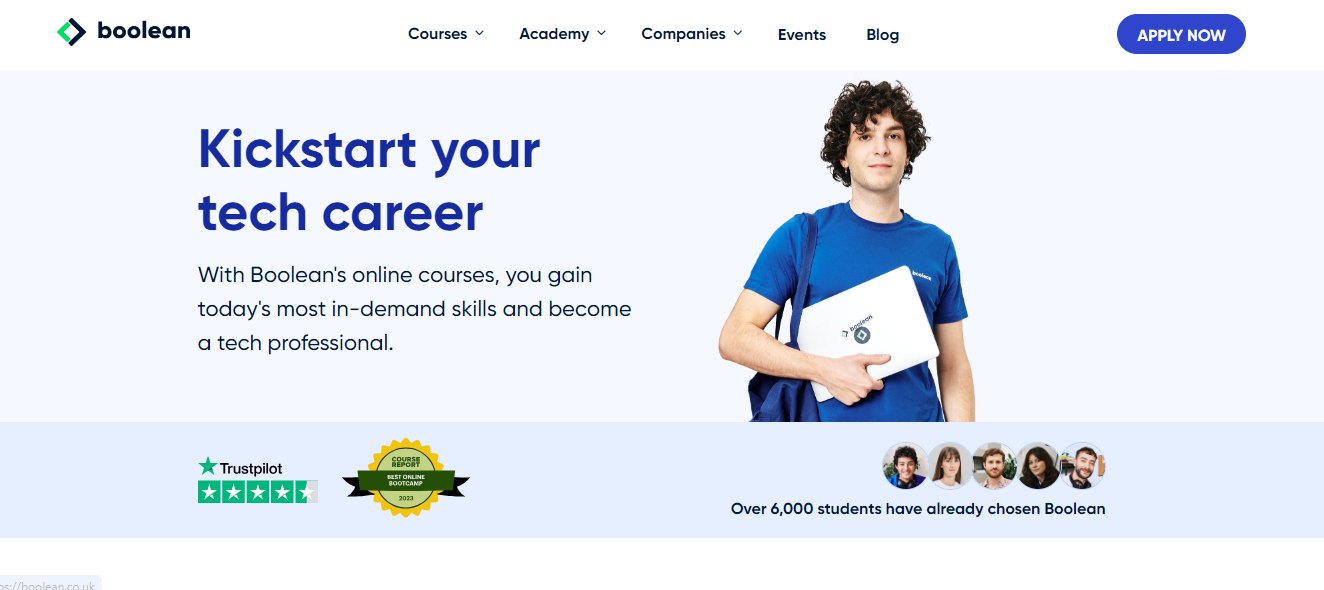 boolean
Courses
Academy
Companies
Events
Blog
APPLY NOW
Kickstart your
tech career
With Boolean's online courses, you gain
today's most in-demand skills and become
a tech professional.
boolean
boolean
Trustpilot
COURSE
REPORT
BEST ONLINE
BOOTCAMP
2023
Over 6,000 students have already chosen Boolean
ps://boolean.co.uk